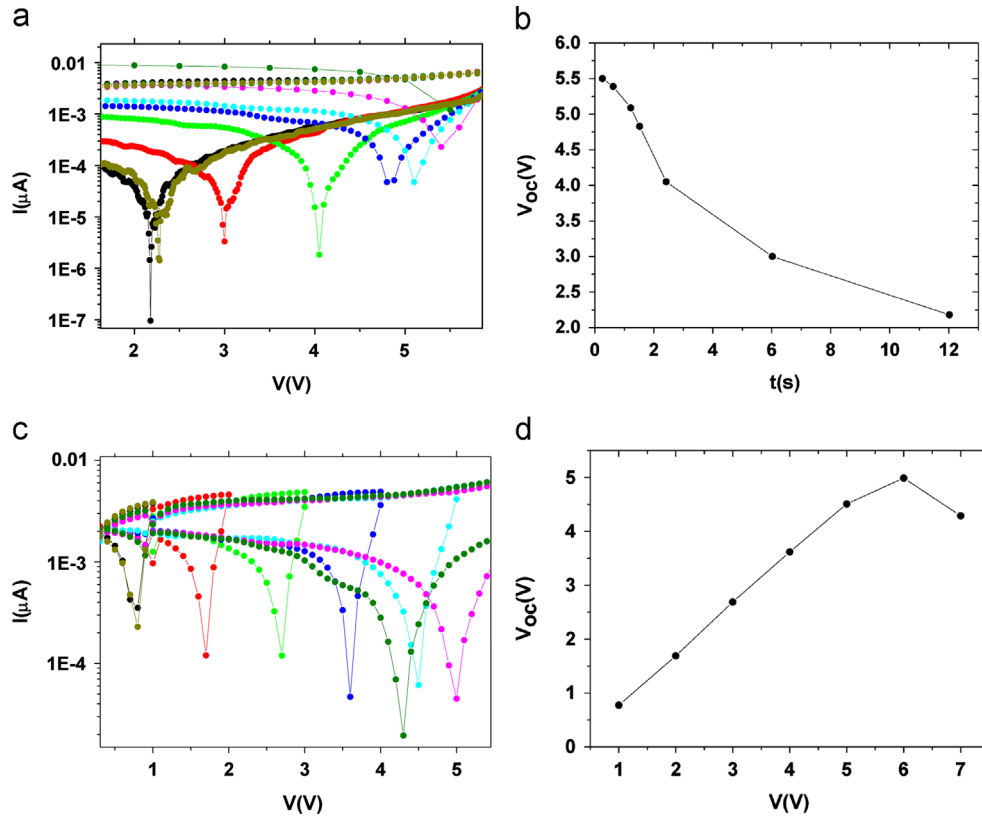 a
0.01
1E-3
1E-4
1E-5
1E-6
1E-7
I(μA)
2 3 4 5
V(V)
b
6.0
5.5
5.0
4.5
4.0
3.5
3.0
2.5
2.0
Voc(V)
0 2 4 6 8 10 12
t(s)
c
0.01
1E-3
1E-4
I(μA)
1 2 3 4 5
V(V)
d
5
4
3
2
1
0
Voc(V)
1 2 3 4 5 6 7
V(V)